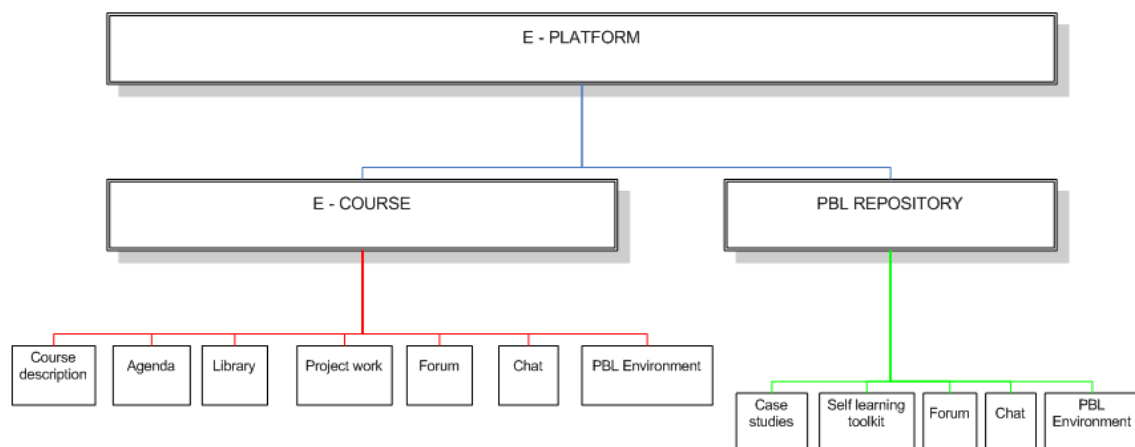 E - PLATFORM
E - COURSE
PBL REPOSITORY
Course
description
Agenda
Library
Project work
Forum
Chat
PBL Environment
Case
studies
Self learning
toolkit
Forum
Chat
PBL
Environment